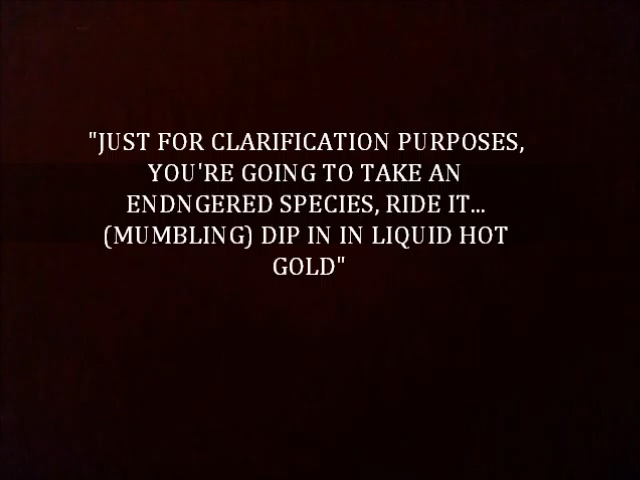 "JUST FOR CLARIFICATION PURPOSES,
YOU'RE GOING TO TAKE AN
ENDNGERED SPECIES, RIDE IT...
(MUMBLING) DIP IN IN LIQUID HOT
GOLD"